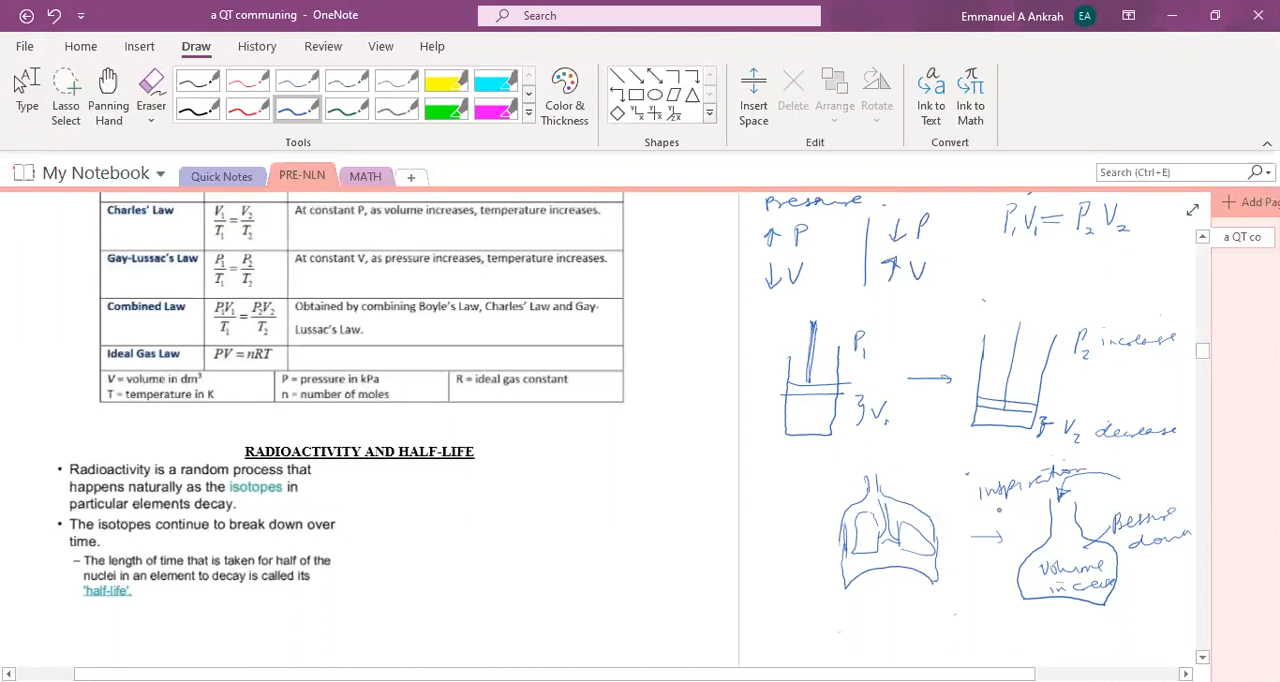 a QT communing - OneNote
Search
Emmanuel A Ankrah
EA
File
Home
Insert
Draw
History
Review
View
Help
Type
Lasso Select
Panning Hand
Eraser
Color & Thickness
Insert Space
Delete
Arrange
Rotate
Ink to Text
Ink to Math
Tools
Shapes
Edit
Convert
My Notebook
Quick Notes
PRE-NLN
MATH
+
Search (Ctrl+E)
Add Pa
a QT co
Charles' Law
V₁/T₁ = V₂/T₂
At constant P, as volume increases, temperature increases.
Gay-Lussac's Law
P₁/T₁ = P₂/T₂
At constant V, as pressure increases, temperature increases.
Combined Law
P₁V₁/T₁ = P₂V₂/T₂
Obtained by combining Boyle's Law, Charles' Law and Gay-
Lussac's Law.
Ideal Gas Law
PV = nRT
V = volume in dm³
T = temperature in K
P = pressure in kPa
n = number of moles
R = ideal gas constant
RADIOACTIVITY AND HALF-LIFE
• Radioactivity is a random process that
happens naturally as the isotopes in
particular elements decay.
• The isotopes continue to break down over
time.
– The length of time that is taken for half of the
nuclei in an element to decay is called its
'half-life'.
pressure
↑ P
↓ V
↓ P
↑ V
P₁V₁ = P₂V₂
P₁
P₂ increase
V₂ decrease
inspiration
down
volume